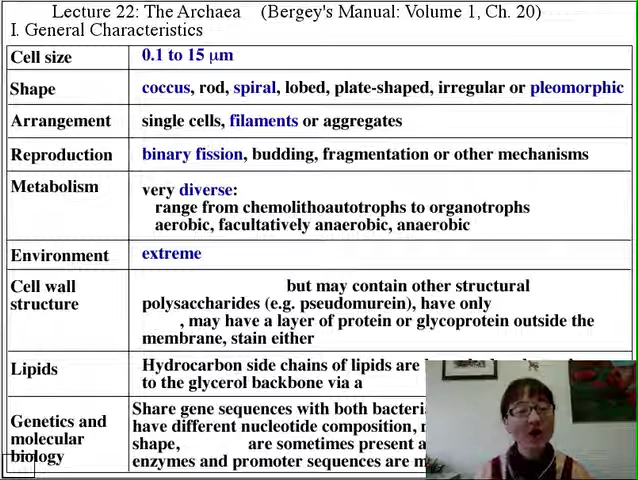 Lecture 22: The Archaea (Bergey's Manual: Volume 1, Ch. 20)
I. General Characteristics
Cell size 0.1 to 15 µm
Shape coccus, rod, spiral, lobed, plate-shaped, irregular or pleomorphic
Arrangement single cells, filaments or aggregates
Reproduction binary fission, budding, fragmentation or other mechanisms
Metabolism very diverse:
range from chemolithoautotrophs to organotrophs
aerobic, facultatively anaerobic, anaerobic
Environment extreme
Cell wall structure but may contain other structural
polysaccharides (e.g. pseudomurein), have only
, may have a layer of protein or glycoprotein outside the
membrane, stain either
Lipids Hydrocarbon side chains of lipids are
to the glycerol backbone via a
Genetics and molecular biology Share gene sequences with both
have different nucleotide composition,
shape, are sometimes present
enzymes and promoter sequences are